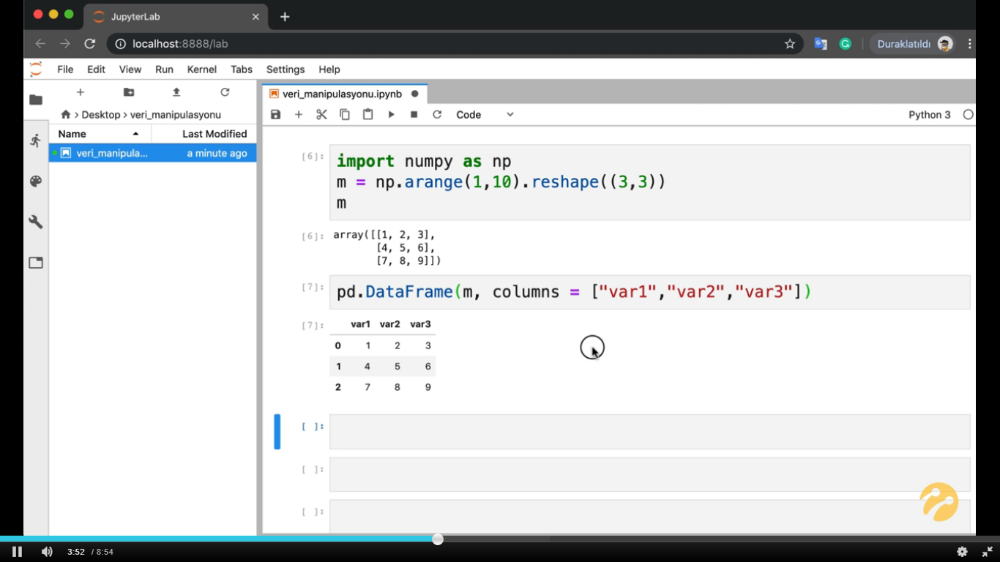 JupyterLab
localhost:8888/lab
Duraklatıldı
File Edit View Run Kernel Tabs Settings Help
veri_manipulasyonu.ipynb
Desktop > veri_manipulasyonu
Code
Python 3
Name
Last Modified
veri_manipula...
a minute ago
[6]:
import numpy as np
m = np.arange(1,10).reshape((3,3))
m
[6]:
array([[1, 2, 3],
[4, 5, 6],
[7, 8, 9]])
[7]:
pd.DataFrame(m, columns = ["var1","var2","var3"])
[7]:
var1 var2 var3
0 1 2 3
1 4 5 6
2 7 8 9
[ ]:
[ ]:
[ ]:
3:52 / 8:54